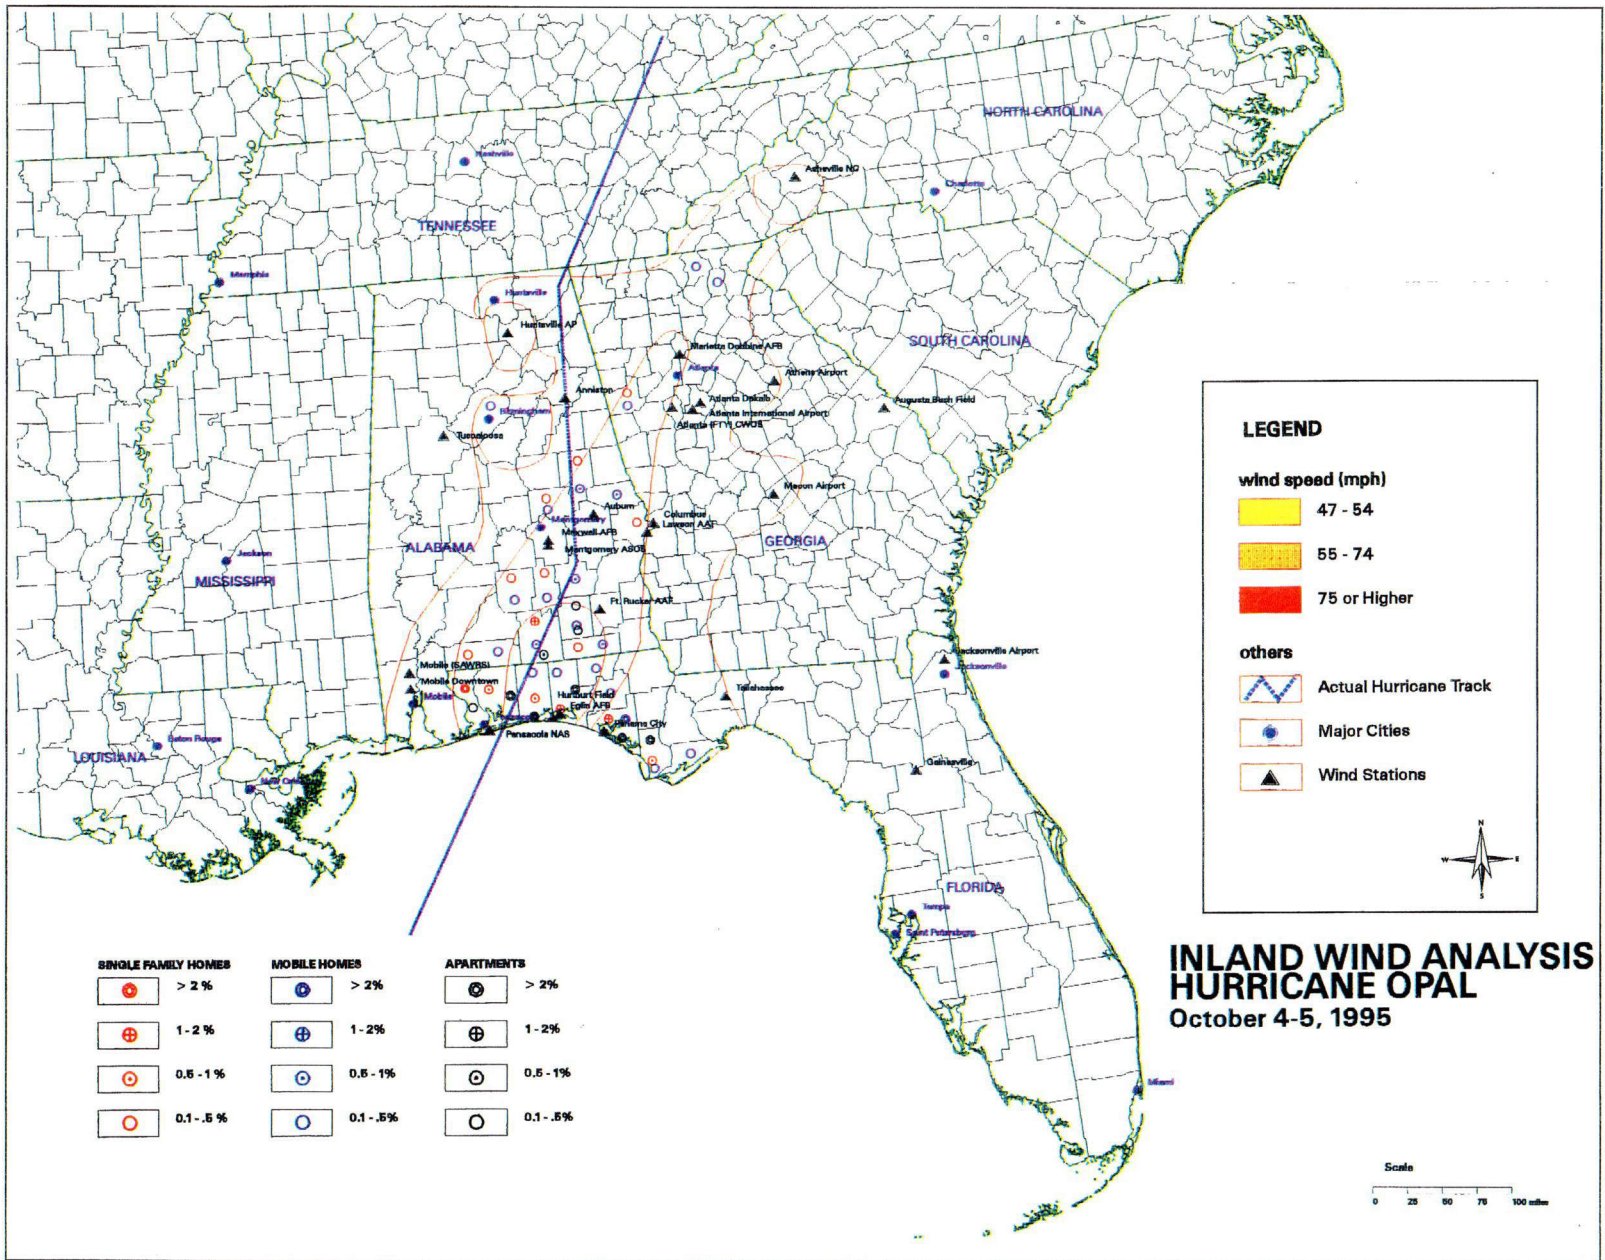 NORTH CAROLINA
Nashville
Asheville NC
Charlotte
TENNESSEE
Memphis
Huntsville
Huntsville AP
SOUTH CAROLINA
Marietta Dobbins AFB
Atlanta
Athens Airport
Anniston
Atlanta Dekalb
Augusta Bush Field
Birmingham
Atlanta International Airport
Atlanta (FTY) CWOS
Tuscaloosa
Macon Airport
Auburn
Columbus
Montgomery
Lawson AAF
Maxwell AFB
ALABAMA
Montgomery ASOS
GEORGIA
Jackson
MISSISSIPPI
Ft. Rucker AAF
Mobile (SAWRS)
Jacksonville Airport
Jacksonville
Mobile Downtown
Mobile
Hurlburt Field
Tallahassee
Eglin AFB
Panama City
Pensacola NAS
Baton Rouge
LOUISIANA
Gainesville
FLORIDA
Tampa
Saint Petersburg
Miami
LEGEND
wind speed (mph)
47 - 54
55 - 74
75 or Higher
others
Actual Hurricane Track
Major Cities
Wind Stations
N
W E
S
INLAND WIND ANALYSIS
HURRICANE OPAL
October 4-5, 1995
SINGLE FAMILY HOMES MOBILE HOMES APARTMENTS
> 2 % > 2% > 2%
1 - 2 % 1 - 2% 1 - 2%
0.5 - 1 % 0.5 - 1% 0.5 - 1%
0.1 - .5 % 0.1 - .5% 0.1 - .5%
Scale
0 25 50 75 100 miles